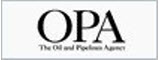 OPA
The Oil and Pipelines Agency